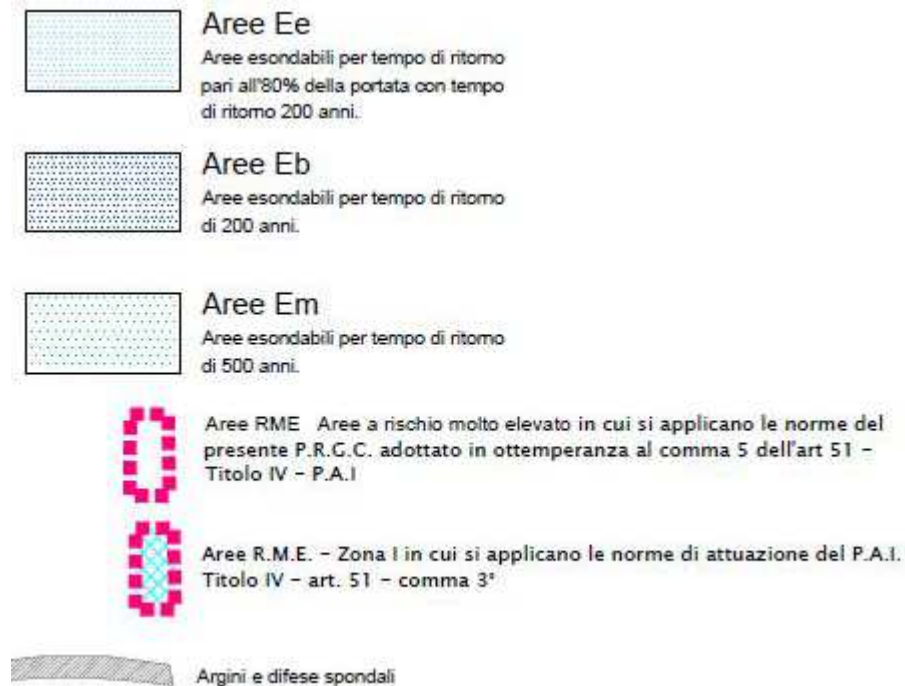 Aree Ee
Aree esondabili per tempo di ritorno
pari all'80% della portata con tempo
di ritorno 200 anni.
Aree Eb
Aree esondabili per tempo di ritorno
di 200 anni.
Aree Em
Aree esondabili per tempo di ritorno
di 500 anni.
Aree RME Aree a rischio molto elevato in cui si applicano le norme del
presente P.R.G.C. adottato in ottemperanza al comma 5 dell'art 51 –
Titolo IV – P.A.I
Aree R.M.E. – Zona I in cui si applicano le norme di attuazione del P.A.I.
Titolo IV – art. 51 – comma 3°
Argini e difese spondali